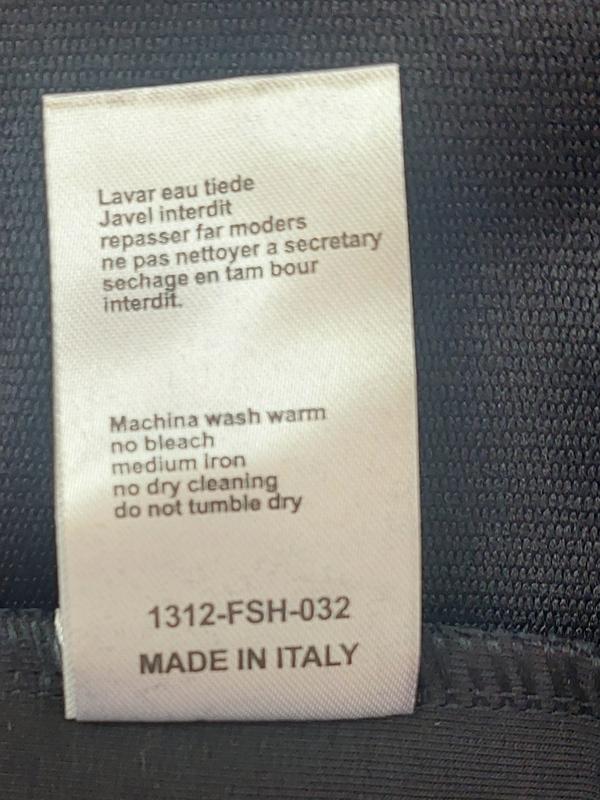 Lavar eau tiede
Javel interdit
repasser far moders
ne pas nettoyer a secretary
sechage en tam bour
interdit.
Machina wash warm
no bleach
medium iron
no dry cleaning
do not tumble dry
1312-FSH-032
MADE IN ITALY